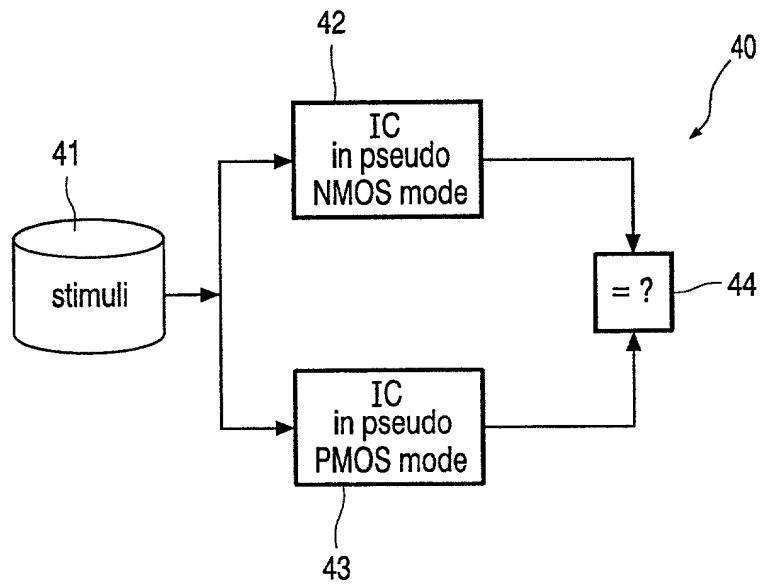 42
40
IC
in pseudo
NMOS mode
41
stimuli
= ?
44
IC
in pseudo
PMOS mode
43